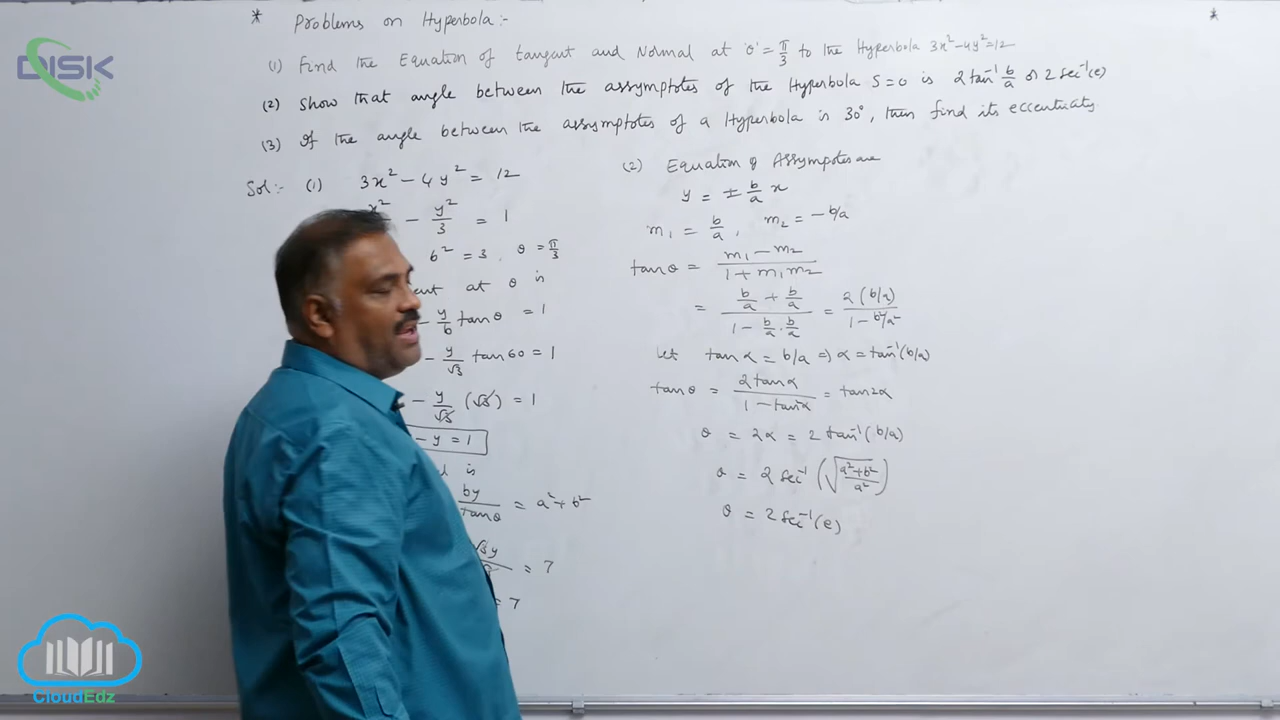 * Problems on Hyperbola :- *
(1) Find the Equation of tangent and Normal at 'θ' = π/3 to the Hyperbola 3x² - 4y² = 12
(2) Show that angle between the assymptotes of the Hyperbola S=0 is 2 tan⁻¹ b/a or 2 Sec⁻¹(e)
(3) If the angle between the assymptotes of a Hyperbola is 30°, then find its eccentricity.
Sol :- (1) 3x² - 4y² = 12
x² - y²/3 = 1
b² = 3 . θ = π/3
at θ is
- y/b tanθ = 1
- y/√3 tan60 = 1
- y/√3 (√3) = 1
- y = 1
is
by/tanθ = a² + b²
√3y = 7
= 7
(2) Equation of Assymptotes are
y = ± b/a x
m₁ = b/a , m₂ = - b/a
tanθ = m₁ - m₂ / 1 + m₁m₂
= b/a + b/a / 1 - b/a . b/a = 2(b/a) / 1 - b²/a²
Let tanα = b/a ⇒ α = tan⁻¹(b/a)
tanθ = 2tanα / 1 - tan²α = tan2α
θ = 2α = 2 tan⁻¹(b/a)
θ = 2 Sec⁻¹(√a²+b²/a²)
θ = 2 Sec⁻¹(e)
DISK
CloudEdz